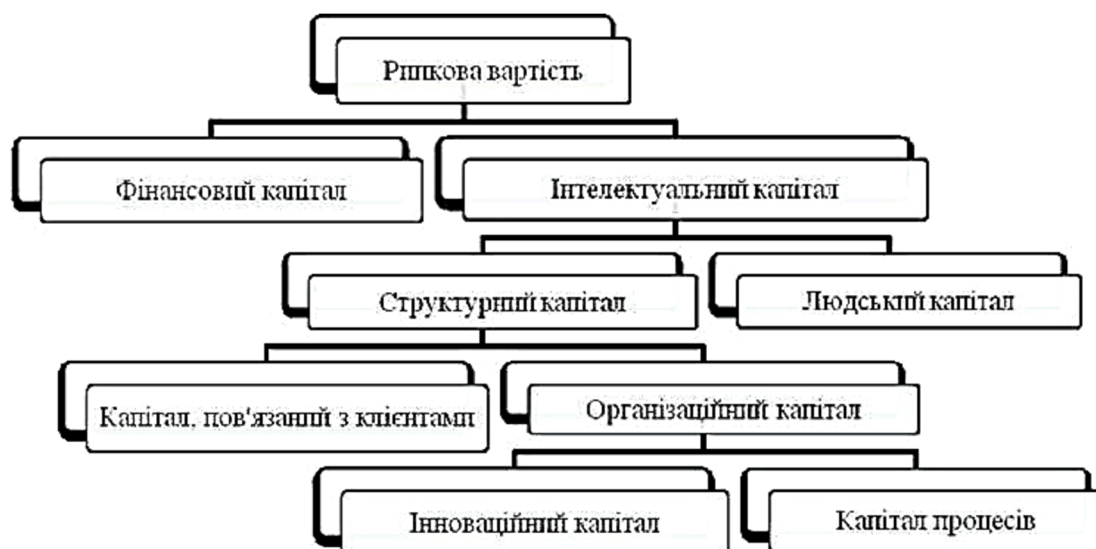 Ринкова вартість
Фінансовий капітал
Інтелектуальний капітал
Структурний капітал
Людський капітал
Капітал, пов'язаний з клієнтами
Організаційний капітал
Інноваційний капітал
Капітал процесів